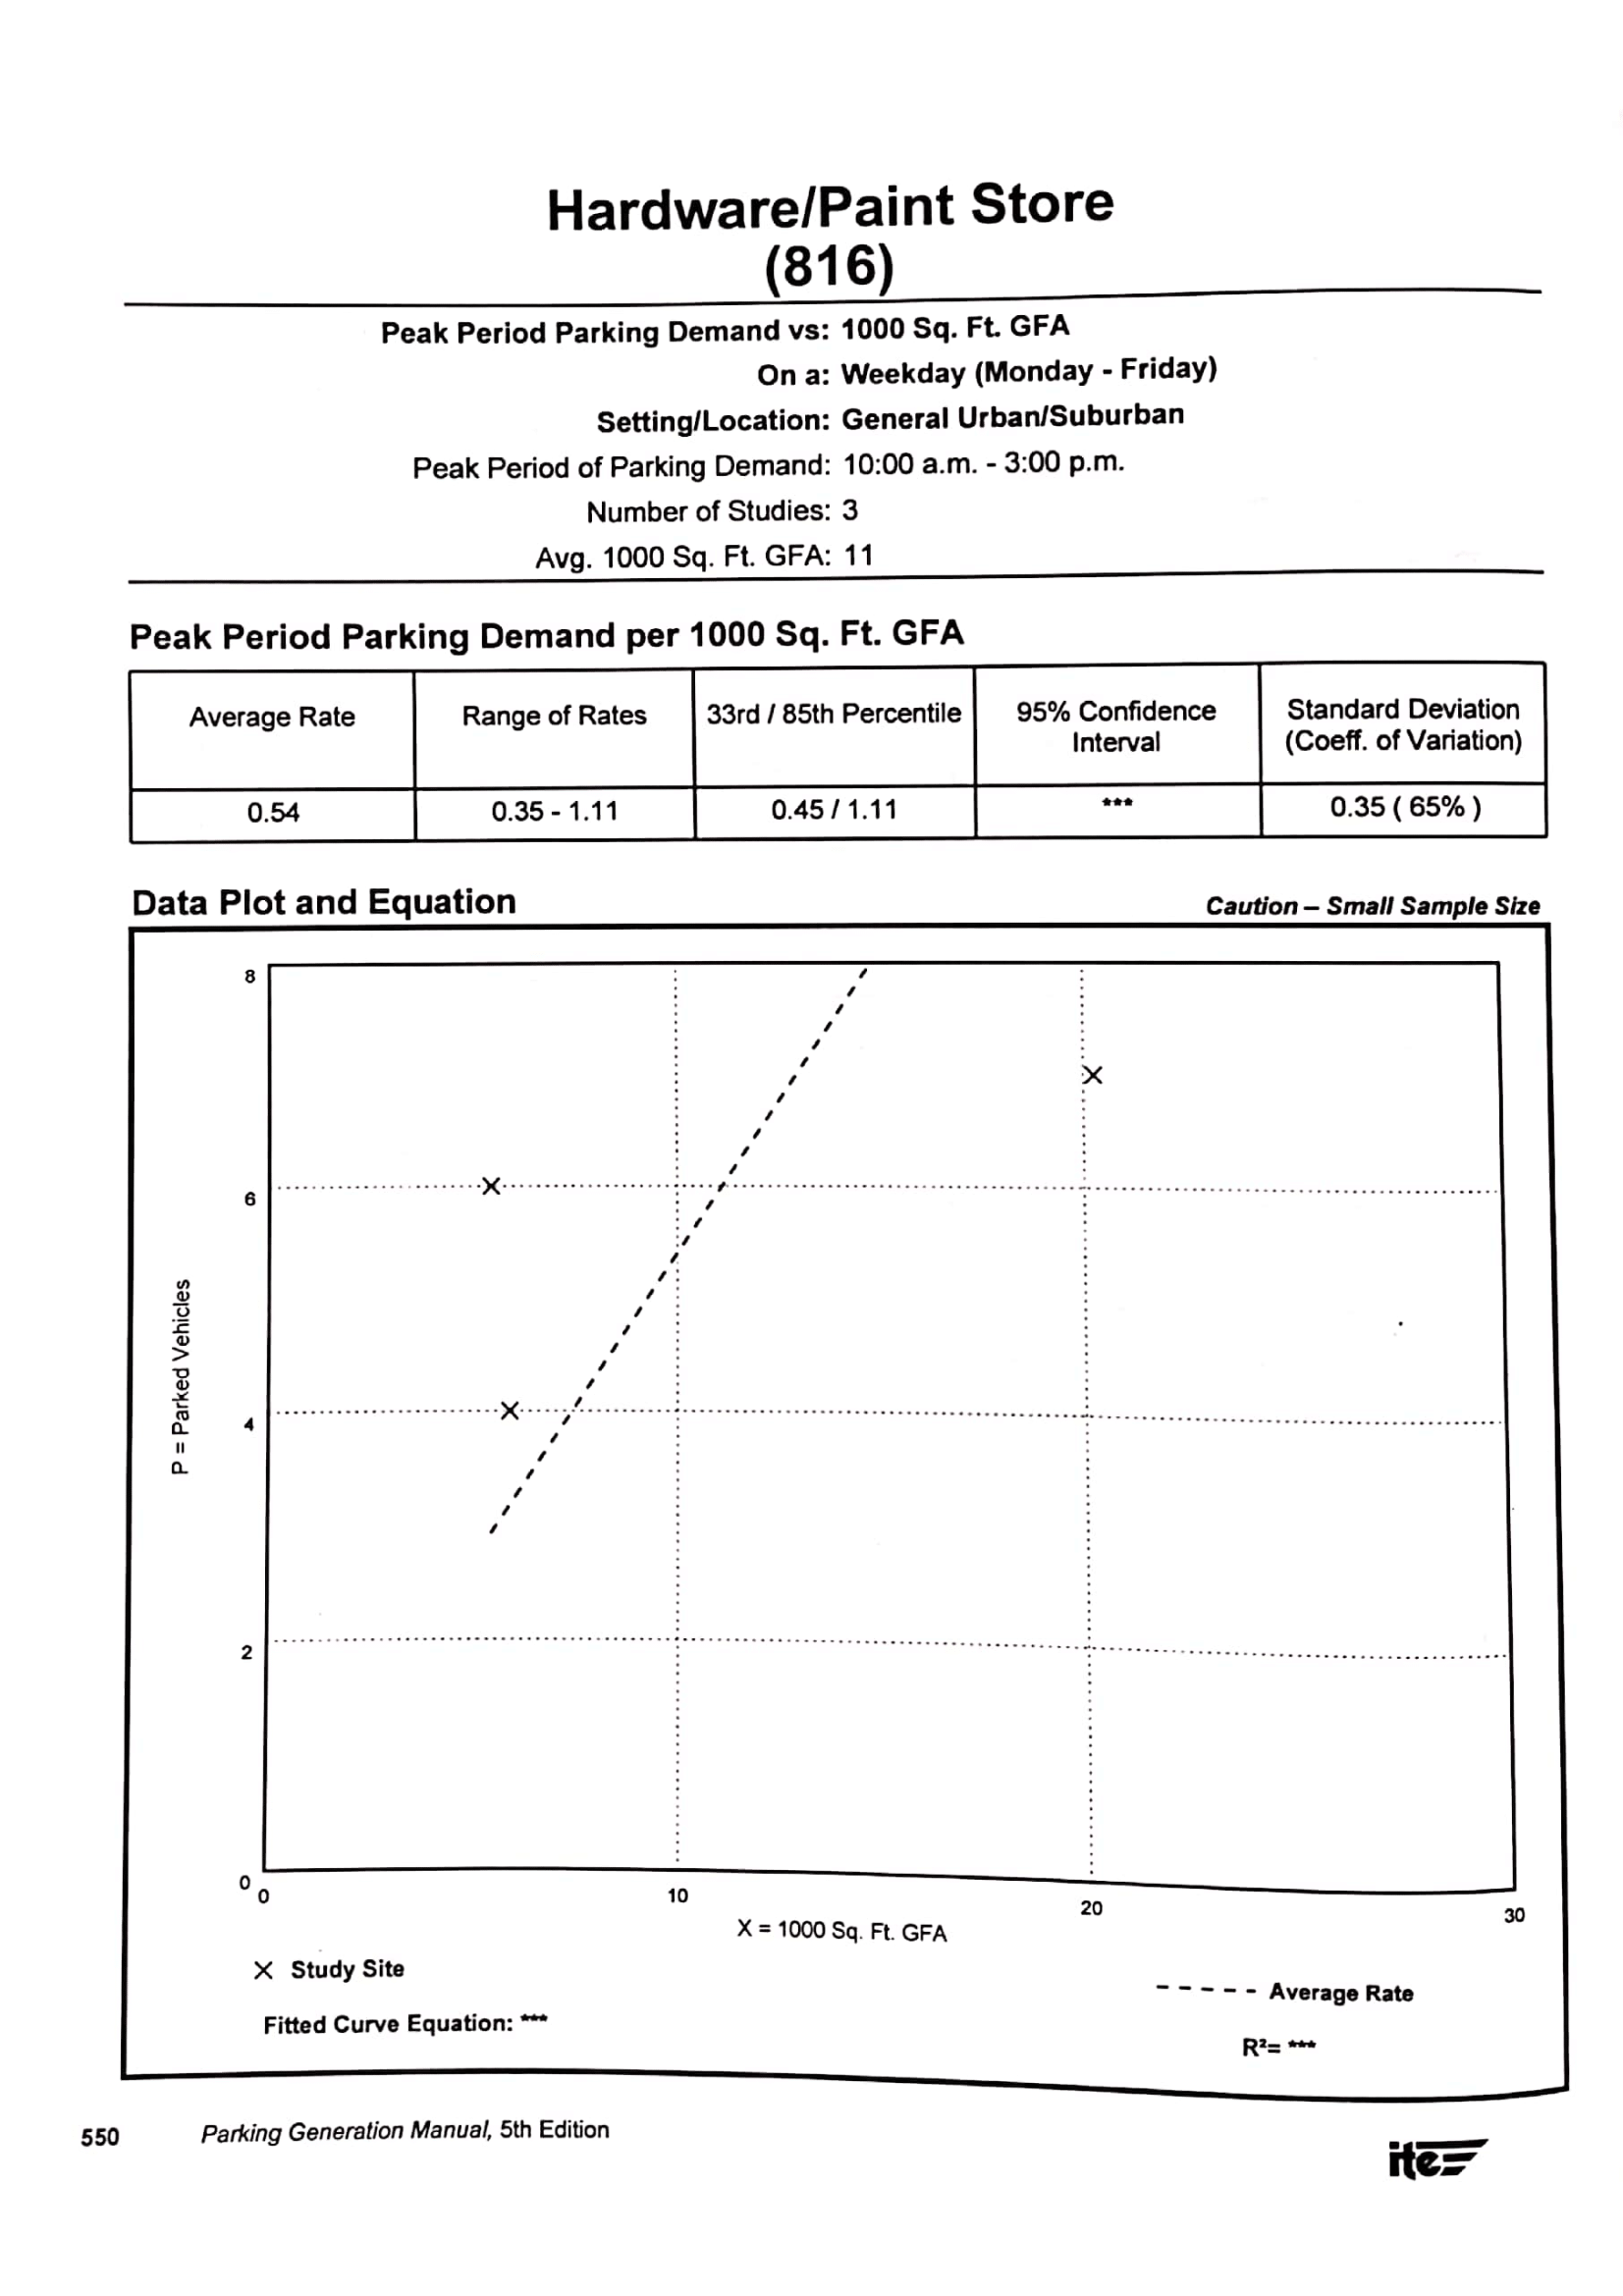 Hardware/Paint Store
(816)
Peak Period Parking Demand vs: 1000 Sq. Ft. GFA
On a: Weekday (Monday - Friday)
Setting/Location: General Urban/Suburban
Peak Period of Parking Demand: 10:00 a.m. - 3:00 p.m.
Number of Studies: 3
Avg. 1000 Sq. Ft. GFA: 11
Peak Period Parking Demand per 1000 Sq. Ft. GFA
Average Rate Range of Rates 33rd / 85th Percentile 95% Confidence Interval Standard Deviation (Coeff. of Variation)
0.54 0.35 - 1.11 0.45 / 1.11 *** 0.35 ( 65% )
Data Plot and Equation Caution – Small Sample Size
8
6
4
2
0
P = Parked Vehicles
0 10 20 30
X = 1000 Sq. Ft. GFA
X Study Site
- - - - - Average Rate
Fitted Curve Equation: ***
R²= ***
550 Parking Generation Manual, 5th Edition
ite